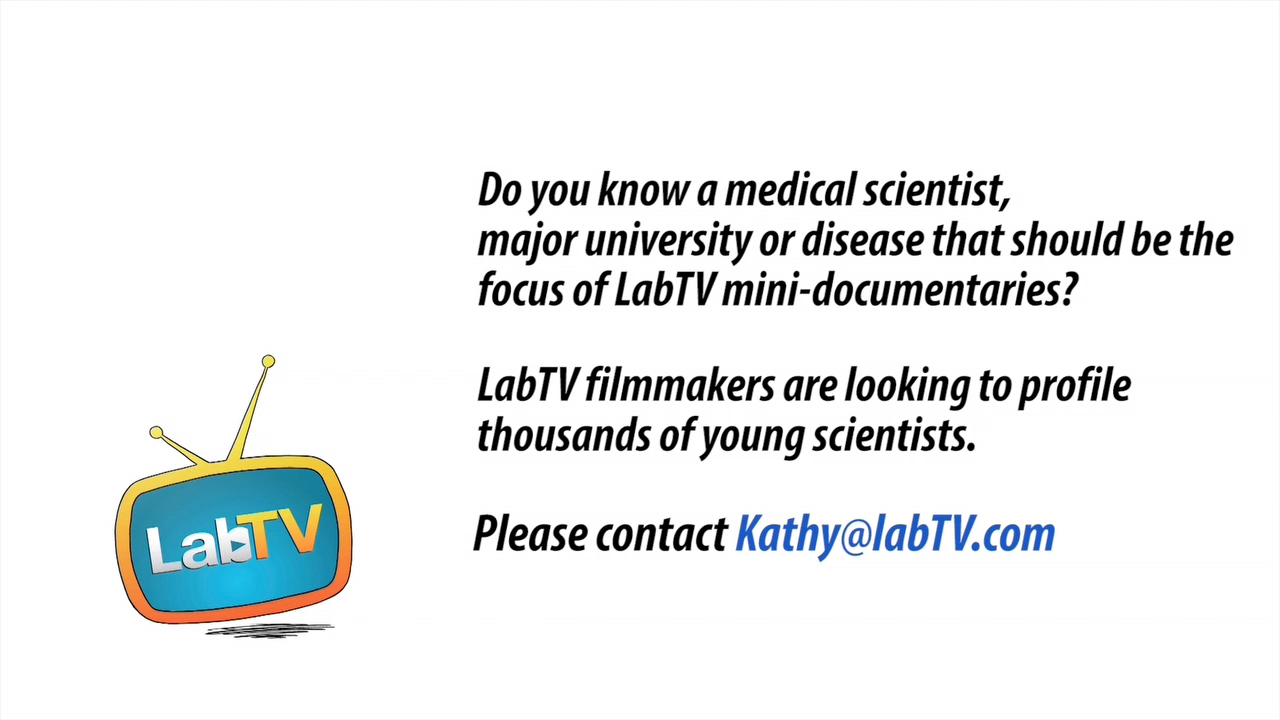 Do you know a medical scientist,
major university or disease that should be the
focus of LabTV mini-documentaries?
LabTV filmmakers are looking to profile
thousands of young scientists.
LabTV
Please contact Kathy@labTV.com